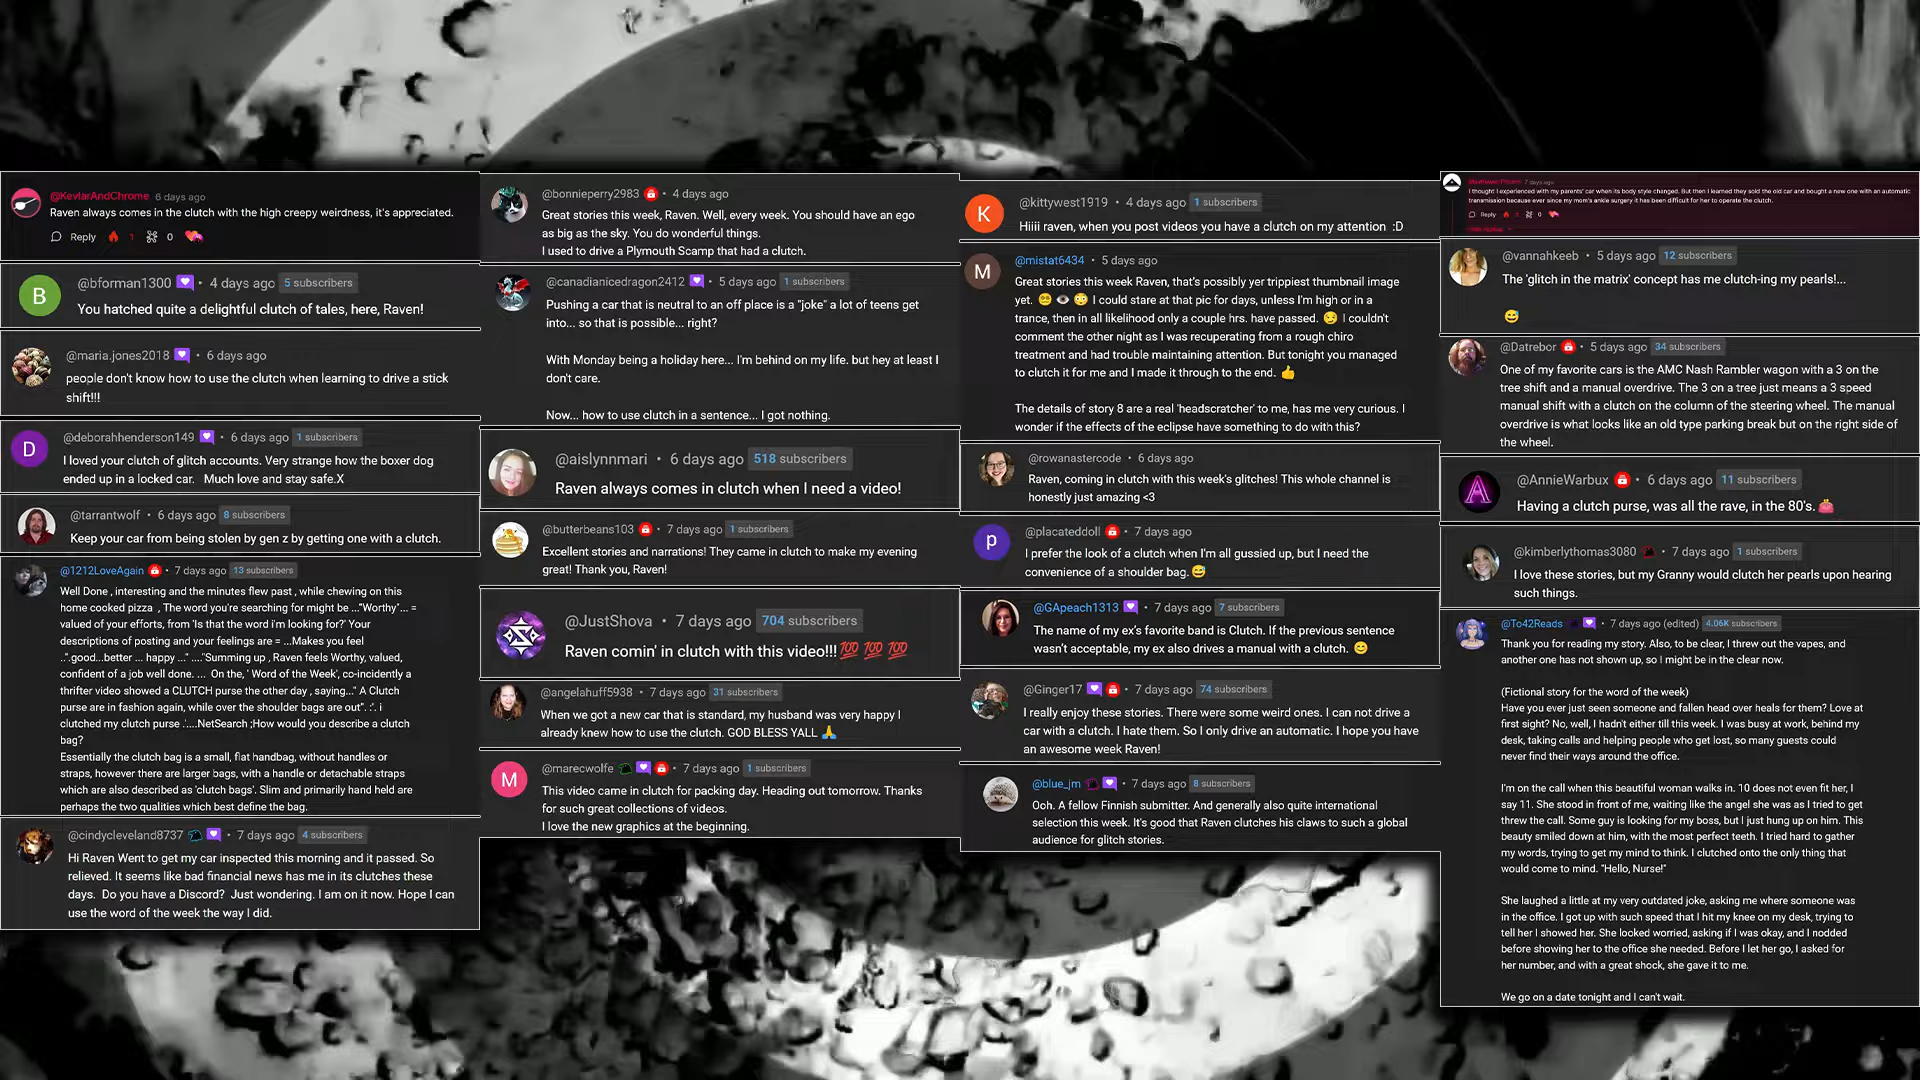 @KevlarAndChrome 6 days ago
Raven always comes in the clutch with the high creepy weirdness, it's appreciated.
Reply 1 0
@bforman1300 • 4 days ago 5 subscribers
You hatched quite a delightful clutch of tales, here, Raven!
@maria.jones2018 • 6 days ago
people don't know how to use the clutch when learning to drive a stick
shift!!!
@deborahhenderson149 • 6 days ago 1 subscribers
I loved your clutch of glitch accounts. Very strange how the boxer dog
ended up in a locked car. Much love and stay safe.X
@tarrantwolf • 6 days ago 8 subscribers
Keep your car from being stolen by gen z by getting one with a clutch.
@1212LoveAgain • 7 days ago 13 subscribers
Well Done , interesting and the minutes flew past , while chewing on this
home cooked pizza , The word you're searching for might be ..."Worthy"... =
valued of your efforts, from 'Is that the word i'm looking for?' Your
descriptions of posting and your feelings are = ...Makes you feel
..".good...better ... happy ..." ...."Summing up , Raven feels Worthy, valued,
confident of a job well done. ... On the, ' Word of the Week', co-incidently a
thrifter video showed a CLUTCH purse the other day , saying..." A Clutch
purse are in fashion again, while over the shoulder bags are out". :'. i
clutched my clutch purse .'....NetSearch ;How would you describe a clutch
bag?
Essentially the clutch bag is a small, flat handbag, without handles or
straps, however there are larger bags, with a handle or detachable straps
which are also described as 'clutch bags'. Slim and primarily hand held are
perhaps the two qualities which best define the bag.
@cindycleveland8737 • 7 days ago 4 subscribers
Hi Raven Went to get my car inspected this morning and it passed. So
relieved. It seems like bad financial news has me in its clutches these
days. Do you have a Discord? Just wondering. I am on it now. Hope I can
use the word of the week the way I did.
@bonnieperry2983 • 4 days ago
Great stories this week, Raven. Well, every week. You should have an ego
as big as the sky. You do wonderful things.
I used to drive a Plymouth Scamp that had a clutch.
@canadianicedragon2412 • 5 days ago 1 subscribers
Pushing a car that is neutral to an off place is a "joke" a lot of teens get
into... so that is possible... right?
With Monday being a holiday here... I'm behind on my life. but hey at least I
don't care.
Now... how to use clutch in a sentence... I got nothing.
@aislynnmari • 6 days ago 518 subscribers
Raven always comes in clutch when I need a video!
@butterbeans103 • 7 days ago 1 subscribers
Excellent stories and narrations! They came in clutch to make my evening
great! Thank you, Raven!
@JustShova • 7 days ago 704 subscribers
Raven comin' in clutch with this video!!! 💯 💯 💯
@angelahuff5938 • 7 days ago 31 subscribers
When we got a new car that is standard, my husband was very happy I
already knew how to use the clutch. GOD BLESS YALL 🙏
M
@marecwolfe • 7 days ago 1 subscribers
This video came in clutch for packing day. Heading out tomorrow. Thanks
for such great collections of videos.
I love the new graphics at the beginning.
K
@kittywest1919 • 4 days ago 1 subscribers
Hiiii raven, when you post videos you have a clutch on my attention :D
M
@mistat6434 • 5 days ago
Great stories this week Raven, that's possibly yer trippiest thumbnail image
yet. 😵 👁 😳 I could stare at that pic for days, unless I'm high or in a
trance, then in all likelihood only a couple hrs. have passed. 😏 I couldn't
comment the other night as I was recuperating from a rough chiro
treatment and had trouble maintaining attention. But tonight you managed
to clutch it for me and I made it through to the end. 👍
The details of story 8 are a real 'headscratcher' to me, has me very curious. I
wonder if the effects of the eclipse have something to do with this?
@rowanastercode • 6 days ago
Raven, coming in clutch with this week's glitches! This whole channel is
honestly just amazing <3
p
@placateddoll • 7 days ago
I prefer the look of a clutch when I'm all gussied up, but I need the
convenience of a shoulder bag. 😅
@GApeach1313 • 7 days ago 7 subscribers
The name of my ex's favorite band is Clutch. If the previous sentence
wasn't acceptable, my ex also drives a manual with a clutch. 😊
@Ginger17 • 7 days ago 74 subscribers
I really enjoy these stories. There were some weird ones. I can not drive a
car with a clutch. I hate them. So I only drive an automatic. I hope you have
an awesome week Raven!
@blue_jm • 7 days ago 8 subscribers
Ooh. A fellow Finnish submitter. And generally also quite international
selection this week. It's good that Raven clutches his claws to such a global
audience for glitch stories.
7 days ago
I thought I experienced with my parents' car when its body style changed. But then I learned they sold the old car and bought a new one with an automatic
transmission because ever since my mom's ankle surgery it has been difficult for her to operate the clutch.
Reply 1 0
@vannahkeeb • 5 days ago 12 subscribers
The 'glitch in the matrix' concept has me clutch-ing my pearls!...
😅
@Datrebor • 5 days ago 34 subscribers
One of my favorite cars is the AMC Nash Rambler wagon with a 3 on the
tree shift and a manual overdrive. The 3 on a tree just means a 3 speed
manual shift with a clutch on the column of the steering wheel. The manual
overdrive is what looks like an old type parking break but on the right side of
the wheel.
@AnnieWarbux • 6 days ago 11 subscribers
Having a clutch purse, was all the rave, in the 80's. 👛
@kimberlythomas3080 • 7 days ago 1 subscribers
I love these stories, but my Granny would clutch her pearls upon hearing
such things.
@To42Reads • 7 days ago (edited) 4.06K subscribers
Thank you for reading my story. Also, to be clear, I threw out the vapes, and
another one has not shown up, so I might be in the clear now.
(Fictional story for the word of the week)
Have you ever just seen someone and fallen head over heals for them? Love at
first sight? No, well, I hadn't either till this week. I was busy at work, behind my
desk, taking calls and helping people who get lost, so many guests could
never find their ways around the office.
I'm on the call when this beautiful woman walks in. '10 does not even fit her, I
say 11. She stood in front of me, waiting like the angel she was as I tried to get
threw the call. Some guy is looking for my boss, but I just hung up on him. This
beauty smiled down at him, with the most perfect teeth. I tried hard to gather
my words, trying to get my mind to think. I clutched onto the only thing that
would come to mind. "Hello, Nurse!"
She laughed a little at my very outdated joke, asking me where someone was
in the office. I got up with such speed that I hit my knee on my desk, trying to
tell her I showed her. She looked worried, asking if I was okay, and I nodded
before showing her to the office she needed. Before I let her go, I asked for
her number, and with a great shock, she gave it to me.
We go on a date tonight and I can't wait.